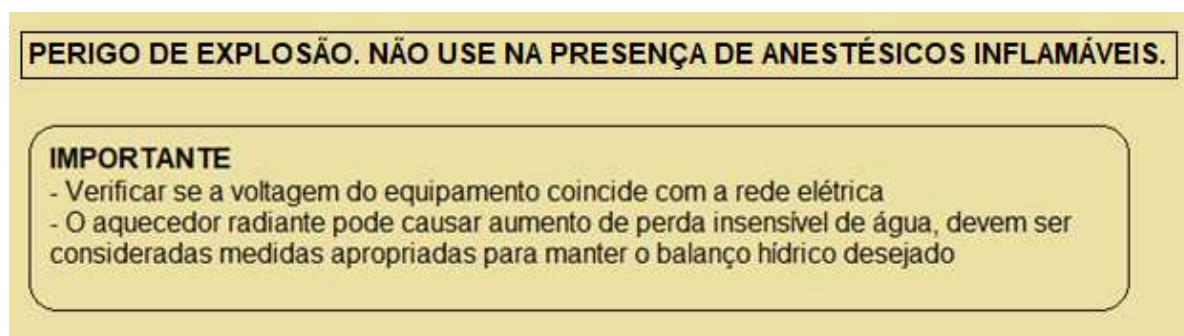 PERIGO DE EXPLOSÃO. NÃO USE NA PRESENÇA DE ANESTÉSICOS INFLAMÁVEIS.
IMPORTANTE
- Verificar se a voltagem do equipamento coincide com a rede elétrica
- O aquecedor radiante pode causar aumento de perda insensível de água, devem ser
consideradas medidas apropriadas para manter o balanço hídrico desejado